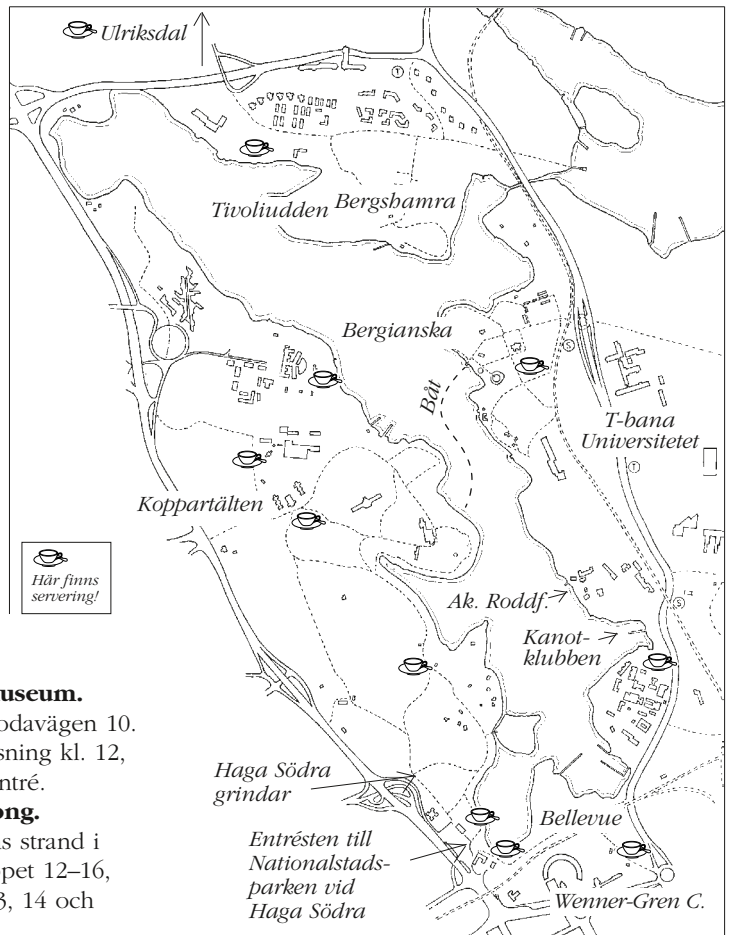 Ulriksdal
T
Tivoliudden
Bergshamra
Bergianska
Båt
S
T-bana
Universitetet
T
Koppartälten
Här finns
servering!
Ak. Roddf.
S
Kanot-
klubben
useum.
odavägen 10.
sning kl. 12,
ntré.
ong.
s strand i
pet 12–16,
3, 14 och
Haga Södra
grindar
Bellevue
Entrésten till
Nationalstads-
parken vid
Haga Södra
Wenner-Gren C.